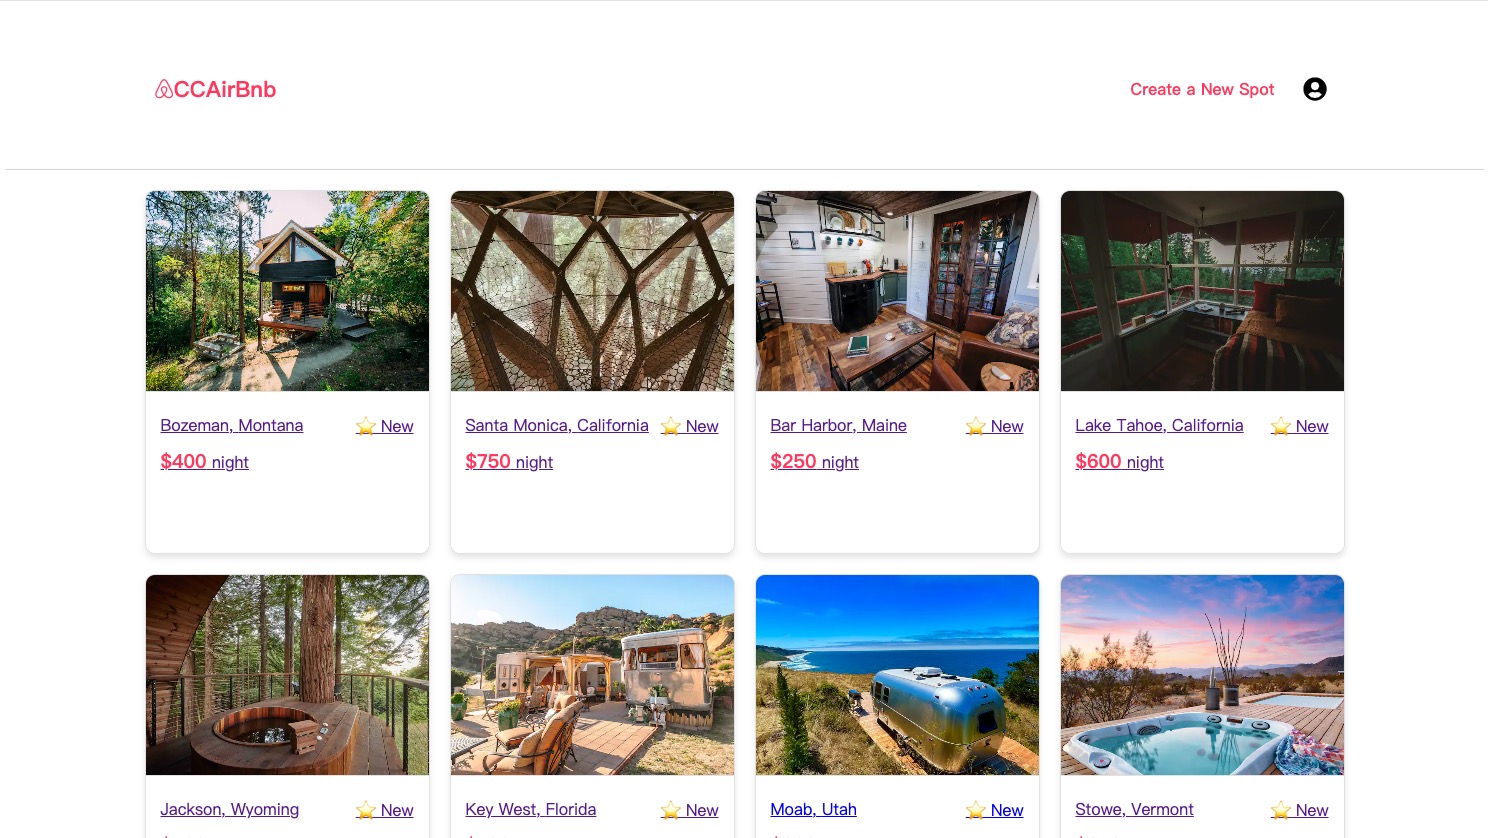 CCAirBnb
Create a New Spot
Bozeman, Montana ⭐ New
$400 night
Santa Monica, California ⭐ New
$750 night
Bar Harbor, Maine ⭐ New
$250 night
Lake Tahoe, California ⭐ New
$600 night
Jackson, Wyoming ⭐ New
Key West, Florida ⭐ New
Moab, Utah ⭐ New
Stowe, Vermont ⭐ New